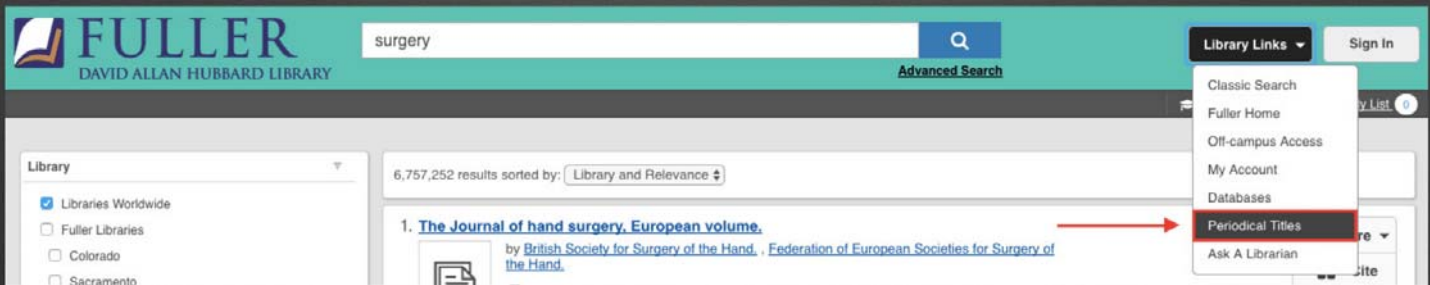 FULLER
DAVID ALLAN HUBBARD LIBRARY
surgery
Advanced Search
Library Links
Sign In
Classic Search
Fuller Home
Off-campus Access
My Account
Databases
Periodical Titles
Ask A Librarian
List 0
Library
Libraries Worldwide
Fuller Libraries
Colorado
Sacramento
6,757,252 results sorted by: Library and Relevance
1. The Journal of hand surgery, European volume.
by British Society for Surgery of the Hand. , Federation of European Societies for Surgery of
the Hand.
Cite